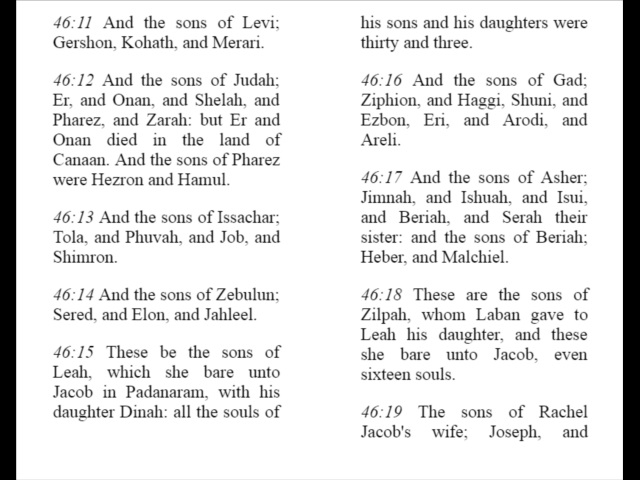 46:11 And the sons of Levi;
Gershon, Kohath, and Merari.
46:12 And the sons of Judah;
Er, and Onan, and Shelah, and
Pharez, and Zarah: but Er and
Onan died in the land of
Canaan. And the sons of Pharez
were Hezron and Hamul.
46:13 And the sons of Issachar;
Tola, and Phuvah, and Job, and
Shimron.
46:14 And the sons of Zebulun;
Sered, and Elon, and Jahleel.
46:15 These be the sons of
Leah, which she bare unto
Jacob in Padanaram, with his
daughter Dinah: all the souls of
his sons and his daughters were
thirty and three.
46:16 And the sons of Gad;
Ziphion, and Haggi, Shuni, and
Ezbon, Eri, and Arodi, and
Areli.
46:17 And the sons of Asher;
Jimnah, and Ishuah, and Isui,
and Beriah, and Serah their
sister: and the sons of Beriah;
Heber, and Malchiel.
46:18 These are the sons of
Zilpah, whom Laban gave to
Leah his daughter, and these
she bare unto Jacob, even
sixteen souls.
46:19 The sons of Rachel
Jacob's wife; Joseph, and